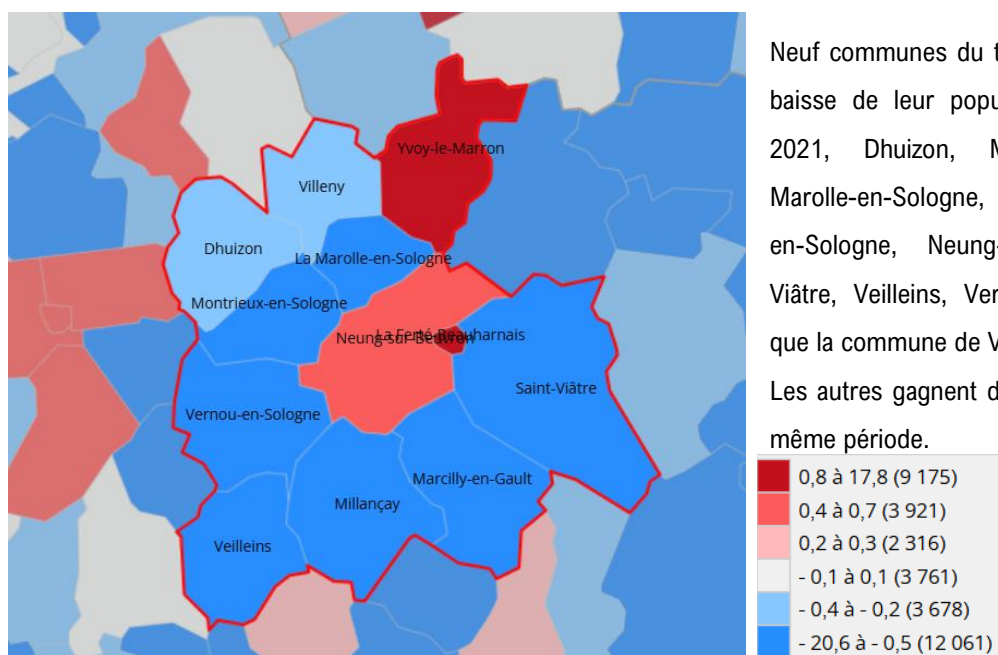 Yvoy-le-Marron
Villeny
Dhuizon
La Marolle-en-Sologne
Montrieux-en-Sologne
Neung-sur-Beuvron
La Ferté-Beauharnais
Saint-Viâtre
Vernou-en-Sologne
Marcilly-en-Gault
Millançay
Veilleins
Neuf communes du
baisse de leur
2021, Dhuizon,
Marolle-en-Sologne,
en-Sologne,
Viâtre, Veilleins,
que la commune de
Les autres gagnent
même période.
0,8 à 17,8 (9 175)
0,4 à 0,7 (3 921)
0,2 à 0,3 (2 316)
- 0,1 à 0,1 (3 761)
- 0,4 à - 0,2 (3 678)
- 20,6 à - 0,5 (12 061)